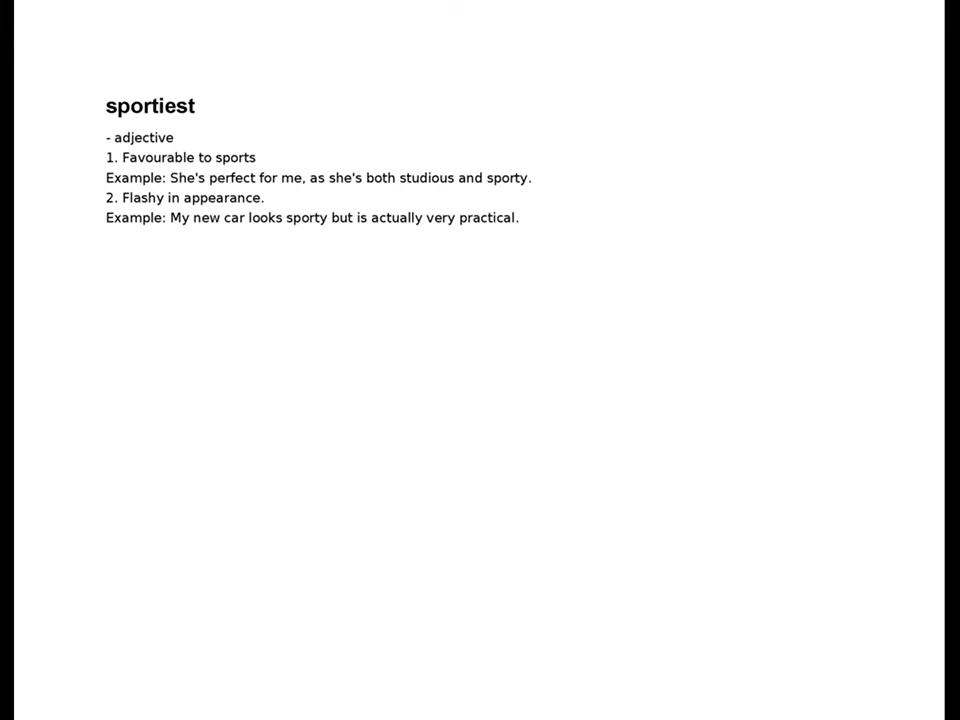 sportiest
- adjective
1. Favourable to sports
Example: She's perfect for me, as she's both studious and sporty.
2. Flashy in appearance.
Example: My new car looks sporty but is actually very practical.